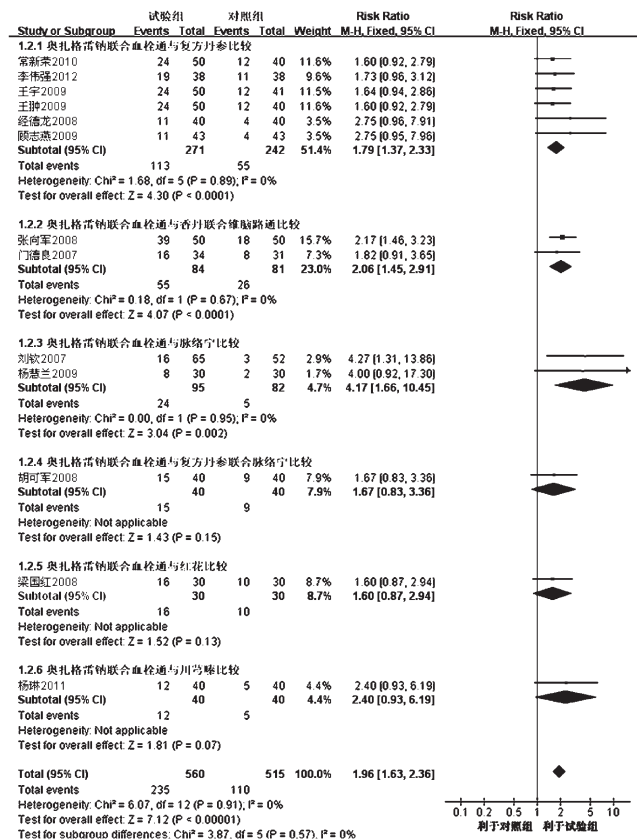 试验组 对照组 Risk Ratio Risk Ratio
Study or Subgroup Events Total Events Total Weight M-H, Fixed, 95% CI M-H, Fixed, 95% CI
1.2.1 奥扎格雷钠联合血栓通与复方丹参比较
常新荣2010 24 50 12 40 11.6% 1.60 [0.92, 2.79]
李伟强2012 19 38 11 38 9.6% 1.73 [0.96, 3.12]
王宇2009 24 50 12 41 11.5% 1.64 [0.94, 2.86]
王翀2009 24 50 12 40 11.6% 1.60 [0.92, 2.79]
经德龙2008 11 40 4 40 3.5% 2.75 [0.96, 7.91]
顾志燕2009 11 43 4 43 3.5% 2.75 [0.95, 7.96]
Subtotal (95% CI) 271 242 51.4% 1.79 [1.37, 2.33]
Total events 113 55
Heterogeneity: Chi² = 1.68, df = 5 (P = 0.89); I² = 0%
Test for overall effect: Z = 4.30 (P < 0.0001)
1.2.2 奥扎格雷钠联合血栓通与香丹联合维脑路通比较
张向军2008 39 50 18 50 15.7% 2.17 [1.46, 3.23]
门德良2007 16 34 8 31 7.3% 1.82 [0.91, 3.65]
Subtotal (95% CI) 84 81 23.0% 2.06 [1.45, 2.91]
Total events 55 26
Heterogeneity: Chi² = 0.18, df = 1 (P = 0.67); I² = 0%
Test for overall effect: Z = 4.07 (P < 0.0001)
1.2.3 奥扎格雷钠联合血栓通与脉络宁比较
刘钦2007 16 65 3 52 2.9% 4.27 [1.31, 13.86]
杨慧兰2009 8 30 2 30 1.7% 4.00 [0.92, 17.30]
Subtotal (95% CI) 95 82 4.7% 4.17 [1.66, 10.45]
Total events 24 5
Heterogeneity: Chi² = 0.00, df = 1 (P = 0.95); I² = 0%
Test for overall effect: Z = 3.04 (P = 0.002)
1.2.4 奥扎格雷钠联合血栓通与复方丹参联合脉络宁比较
胡可军2008 15 40 9 40 7.9% 1.67 [0.83, 3.36]
Subtotal (95% CI) 40 40 7.9% 1.67 [0.83, 3.36]
Total events 15 9
Heterogeneity: Not applicable
Test for overall effect: Z = 1.43 (P = 0.15)
1.2.5 奥扎格雷钠联合血栓通与红花比较
梁国红2008 16 30 10 30 8.7% 1.60 [0.87, 2.94]
Subtotal (95% CI) 30 30 8.7% 1.60 [0.87, 2.94]
Total events 16 10
Heterogeneity: Not applicable
Test for overall effect: Z = 1.52 (P = 0.13)
1.2.6 奥扎格雷钠联合血栓通与川芎嗪比较
杨琳2011 12 40 5 40 4.4% 2.40 [0.93, 6.19]
Subtotal (95% CI) 40 40 4.4% 2.40 [0.93, 6.19]
Total events 12 5
Heterogeneity: Not applicable
Test for overall effect: Z = 1.81 (P = 0.07)
Total (95% CI) 560 515 100.0% 1.96 [1.63, 2.36]
Total events 235 110
Heterogeneity: Chi² = 6.07, df = 12 (P = 0.91); I² = 0%
Test for overall effect: Z = 7.12 (P < 0.00001)
Test for subgroup differences: Chi² = 3.87, df = 5 (P = 0.57), I² = 0%
0.1 0.2 0.5 1 2 5 10
利于对照组 利于试验组